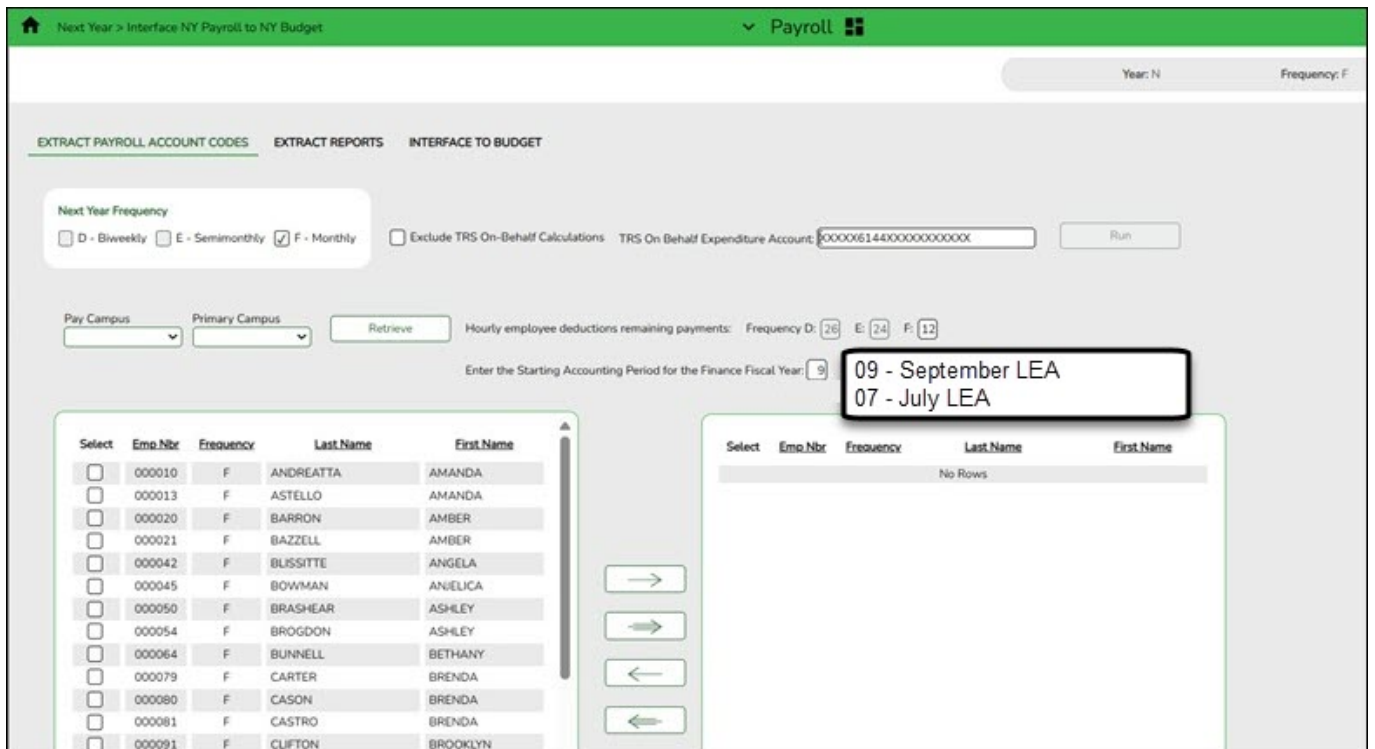 Next Year > Interface NY Payroll to NY Budget
Payroll
Year: N Frequency: F
EXTRACT PAYROLL ACCOUNT CODES EXTRACT REPORTS INTERFACE TO BUDGET
Next Year Frequency
D - Biweekly E - Semimonthly F - Monthly Exclude TRS On-Behalf Calculations TRS On Behalf Expenditure Account: XXXXX6144XXXXXXXXXXX Run
Pay Campus Primary Campus
Retrieve Hourly employee deductions remaining payments: Frequency D: 26 E: 24 F: 12
Enter the Starting Accounting Period for the Finance Fiscal Year: 9
09 - September LEA
07 - July LEA
Select Emp Nbr Frequency Last Name First Name
000010 F ANDREATTA AMANDA
000013 F ASTELLO AMANDA
000020 F BARRON AMBER
000021 F BAZZELL AMBER
000042 F BLISSITTE ANGELA
000045 F BOWMAN ANJELICA
000050 F BRASHEAR ASHLEY
000054 F BROGDON ASHLEY
000064 F BUNNELL BETHANY
000079 F CARTER BRENDA
000080 F CASON BRENDA
000081 F CASTRO BRENDA
000091 F CLIFTON BROOKLYN
Select Emp Nbr Frequency Last Name First Name
No Rows